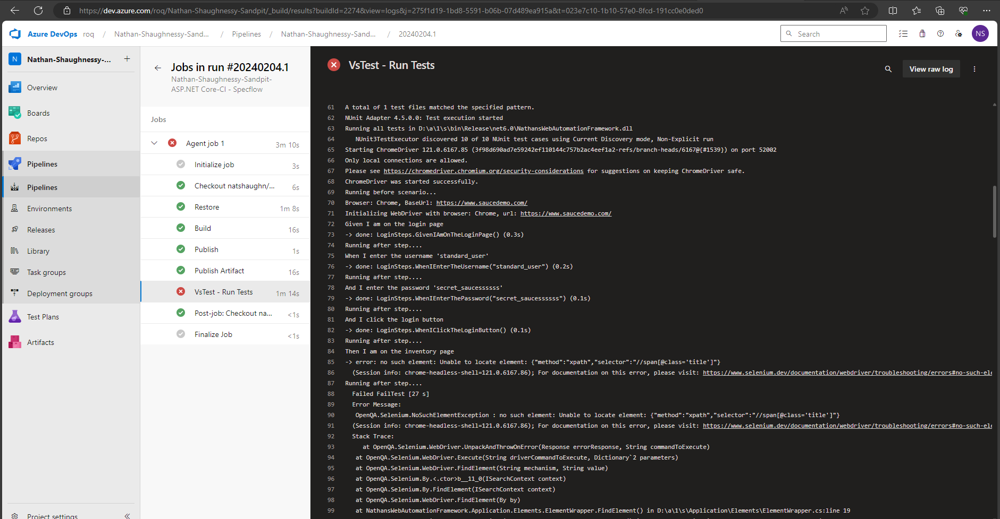 https://dev.azure.com/roq/Nathan-Shaughnessy-Sandpit/_build/results?buildId=2274&view=logs&j=275f1d19-1bd8-5591-b06b-07d489ea915a&t=023e7c10-1b10-57e0-8fcd-191cc0e0ded0
Azure DevOps roq / Nathan-Shaughnessy-Sand... / Pipelines / Nathan-Shaughnessy-Sand... / 20240204.1
Search
NS
N Nathan-Shaughnessy-... +
Overview
Boards
Repos
Pipelines
Pipelines
Environments
Releases
Library
Task groups
Deployment groups
Test Plans
Artifacts
Project settings
Jobs in run #20240204.1
Nathan-Shaughnessy-Sandpit-
ASP.NET Core-CI - Specflow
Jobs
Agent job 1 3m 10s
Initialize job 3s
Checkout natshaughn/... 6s
Restore 1m 8s
Build 16s
Publish 1s
Publish Artifact 16s
VsTest - Run Tests 1m 14s
Post-job: Checkout na... <1s
Finalize Job <1s
VsTest - Run Tests
View raw log
61 A total of 1 test files matched the specified pattern.
62 NUnit Adapter 4.5.0.0: Test execution started
63 Running all tests in D:\a\1\s\bin\Release\net6.0\NathansWebAutomationFramework.dll
64 NUnit3TestExecutor discovered 10 of 10 NUnit test cases using Current Discovery mode, Non-Explicit run
65 Starting ChromeDriver 121.0.6167.85 (3f98d690ad7e59242ef110144c757b2ac4eef1a2-refs/branch-heads/6167@{#1539}) on port 52002
66 Only local connections are allowed.
67 Please see https://chromedriver.chromium.org/security-considerations for suggestions on keeping ChromeDriver safe.
68 ChromeDriver was started successfully.
69 Running before scenario...
70 Browser: Chrome, BaseUrl: https://www.saucedemo.com/
71 Initializing WebDriver with browser: Chrome, url: https://www.saucedemo.com/
72 Given I am on the login page
73 -> done: LoginSteps.GivenIAmOnTheLoginPage() (0.3s)
74 Running after step....
75 When I enter the username 'standard_user'
76 -> done: LoginSteps.WhenIEnterTheUsername("standard_user") (0.2s)
77 Running after step....
78 And I enter the password 'secret_saucessssss'
79 -> done: LoginSteps.WhenIEnterThePassword("secret_saucessssss") (0.1s)
80 Running after step....
81 And I click the login button
82 -> done: LoginSteps.WhenIClickTheLoginButton() (0.1s)
83 Running after step....
84 Then I am on the inventory page
85 -> error: no such element: Unable to locate element: {"method":"xpath","selector":"//span[@class='title']"}
86 (Session info: chrome-headless-shell=121.0.6167.86); For documentation on this error, please visit: https://www.selenium.dev/documentation/webdriver/troubleshooting/errors#no-such-ele
87 Running after step....
88 Failed FailTest [27 s]
89 Error Message:
90 OpenQA.Selenium.NoSuchElementException : no such element: Unable to locate element: {"method":"xpath","selector":"//span[@class='title']"}
91 (Session info: chrome-headless-shell=121.0.6167.86); For documentation on this error, please visit: https://www.selenium.dev/documentation/webdriver/troubleshooting/errors#no-such-ele
92 Stack Trace:
93 at OpenQA.Selenium.WebDriver.UnpackAndThrowOnError(Response errorResponse, String commandToExecute)
94 at OpenQA.Selenium.WebDriver.Execute(String driverCommandToExecute, Dictionary`2 parameters)
95 at OpenQA.Selenium.WebDriver.FindElement(String mechanism, String value)
96 at OpenQA.Selenium.By.<.ctor>b__11_0(ISearchContext context)
97 at OpenQA.Selenium.By.FindElement(ISearchContext context)
98 at OpenQA.Selenium.WebDriver.FindElement(By by)
99 at NathansWebAutomationFramework.Application.Elements.ElementWrapper.FindElement() in D:\a\1\s\Application\Elements\ElementWrapper.cs:line 19